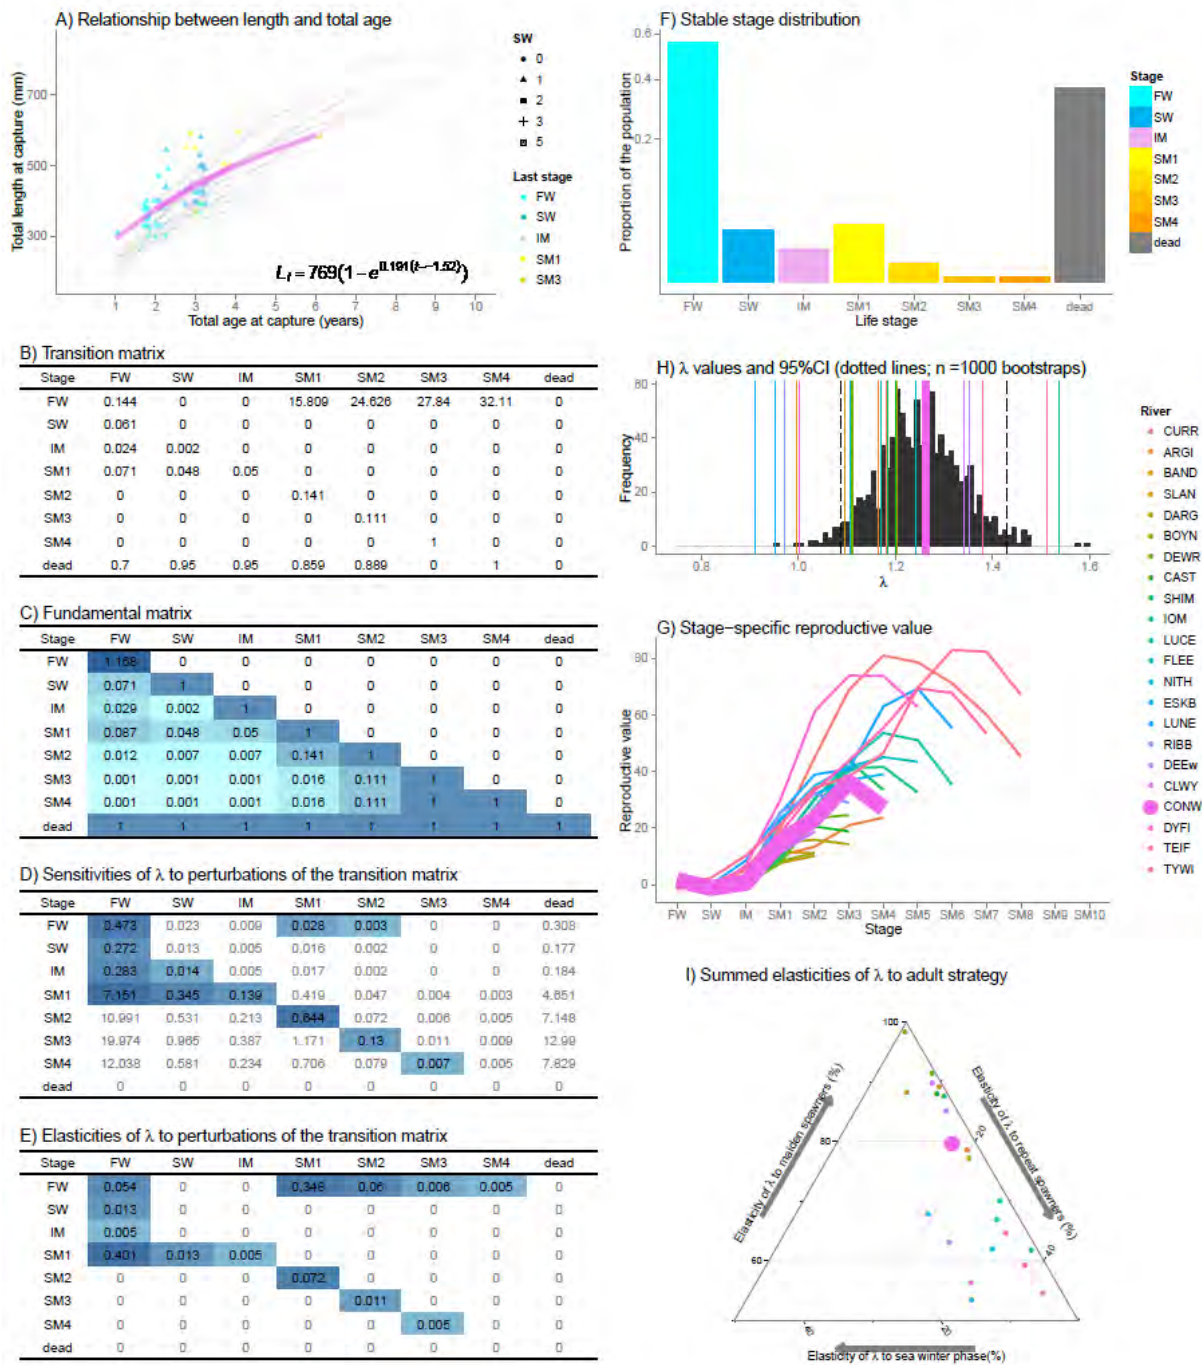 A) Relationship between length and total age
Total length at capture (mm)
700
500
300
1 2 3 4 5 6 7 8 9 10
Total age at capture (years)
SW
0
1
2
3
5
Last stage
FW
SW
IM
SM1
SM3
B) Transition matrix
Stage FW SW IM SM1 SM2 SM3 SM4 dead
FW 0.144 0 0 15.809 24.626 27.84 32.11 0
SW 0.061 0 0 0 0 0 0 0
IM 0.024 0.002 0 0 0 0 0 0
SM1 0.071 0.048 0.05 0 0 0 0 0
SM2 0 0 0 0.141 0 0 0 0
SM3 0 0 0 0 0.111 0 0 0
SM4 0 0 0 0 0 1 0 0
dead 0.7 0.95 0.95 0.859 0.889 0 1 0
C) Fundamental matrix
Stage FW SW IM SM1 SM2 SM3 SM4 dead
FW 1.168 0 0 0 0 0 0 0
SW 0.071 1 0 0 0 0 0 0
IM 0.029 0.002 1 0 0 0 0 0
SM1 0.087 0.048 0.05 1 0 0 0 0
SM2 0.012 0.007 0.007 0.141 1 0 0 0
SM3 0.001 0.001 0.001 0.016 0.111 1 0 0
SM4 0.001 0.001 0.001 0.016 0.111 1 1 0
dead 1 1 1 1 1 1 1 1
D) Sensitivities of λ to perturbations of the transition matrix
Stage FW SW IM SM1 SM2 SM3 SM4 dead
FW 0.473 0.023 0.009 0.028 0.003 0 0 0.308
SW 0.272 0.013 0.005 0.016 0.002 0 0 0.177
IM 0.283 0.014 0.005 0.017 0.002 0 0 0.184
SM1 7.151 0.345 0.139 0.419 0.047 0.004 0.003 4.651
SM2 10.991 0.531 0.213 0.644 0.072 0.006 0.005 7.148
SM3 19.974 0.965 0.387 1.171 0.13 0.011 0.009 12.99
SM4 12.038 0.581 0.234 0.706 0.079 0.007 0.005 7.829
dead 0 0 0 0 0 0 0 0
E) Elasticities of λ to perturbations of the transition matrix
Stage FW SW IM SM1 SM2 SM3 SM4 dead
FW 0.054 0 0 0.348 0.06 0.006 0.005 0
SW 0.013 0 0 0 0 0 0 0
IM 0.005 0 0 0 0 0 0 0
SM1 0.401 0.013 0.005 0 0 0 0 0
SM2 0 0 0 0.072 0 0 0 0
SM3 0 0 0 0 0.011 0 0 0
SM4 0 0 0 0 0 0.005 0 0
dead 0 0 0 0 0 0 0 0
F) Stable stage distribution
Proportion of the population
0.6
0.4
0.2
FW SW IM SM1 SM2 SM3 SM4 dead
Life stage
Stage
FW
SW
IM
SM1
SM2
SM3
SM4
dead
H) λ values and 95%CI (dotted lines; n =1000 bootstraps)
Frequency
60
40
20
0
0.8 1.0 1.2 1.4 1.6
λ
River
CURR
ARGI
BAND
SLAN
DARG
BOYN
DEWR
CAST
SHIM
IOM
LUCE
FLEE
NITH
ESKB
LUNE
RIBB
DEEw
CLWY
CONW
DYFI
TEIF
TYWI
G) Stage−specific reproductive value
Reproductive value
80
60
40
20
0
FW SW IM SM1 SM2 SM3 SM4 SM5 SM6 SM7 SM8 SM9 SM10
Stage
I) Summed elasticities of λ to adult strategy
100
80
60
20
40
40
20
Elasticity of λ to maiden spawners (%)
Elasticity of λ to repeat spawners (%)
Elasticity of λ to sea winter phase(%)